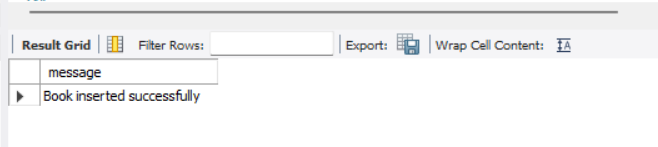 Result Grid Filter Rows: Export: Wrap Cell Content:
message
Book inserted successfully